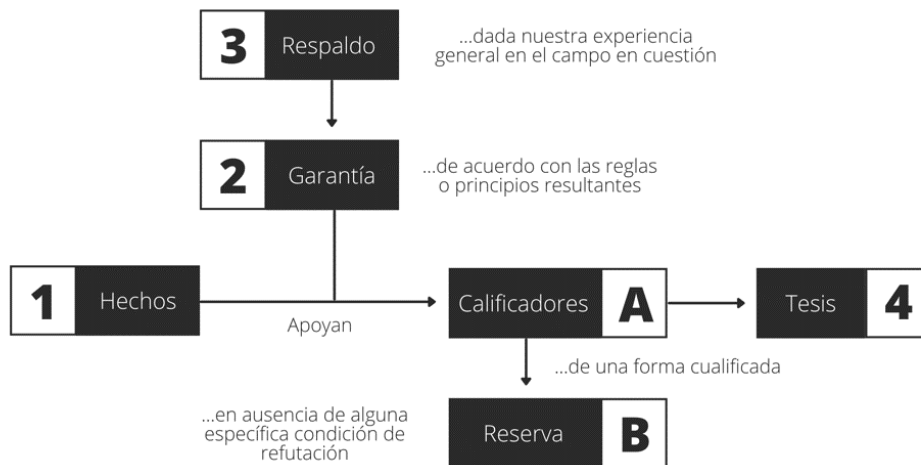 3 Respaldo
...dada nuestra experiencia
general en el campo en cuestión
2 Garantía
...de acuerdo con las reglas
o principios resultantes
1 Hechos
Apoyan
Calificadores A
Tesis 4
...de una forma cualificada
...en ausencia de alguna
específica condición de
refutación
Reserva B